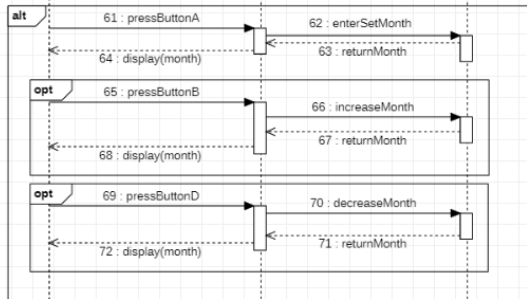 alt
61 : pressButtonA
62 : enterSetMonth
63 : returnMonth
64 : display(month)
opt
65 : pressButtonB
66 : increaseMonth
67 : returnMonth
68 : display(month)
opt
69 : pressButtonD
70 : decreaseMonth
71 : returnMonth
72 : display(month)